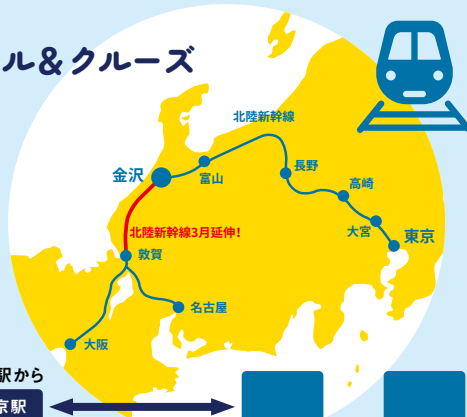 ル&クルーズ
北陸新幹線
金沢
富山
長野
高崎
大宮
東京
北陸新幹線3月延伸!
敦賀
名古屋
大阪
駅から
京駅